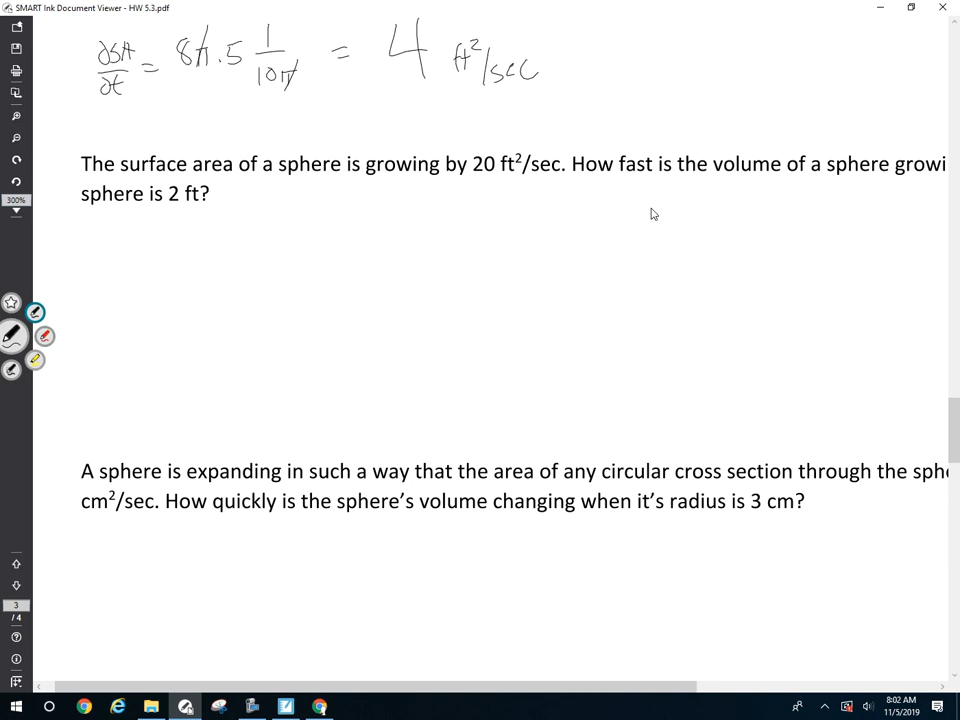 SMART Ink Document Viewer - HW 5.3.pdf
∂SA/∂t = 8π.5 1/10π = 4 ft²/sec
300%
The surface area of a sphere is growing by 20 ft²/sec. How fast is the volume of a sphere growi
sphere is 2 ft?
A sphere is expanding in such a way that the area of any circular cross section through the sph
cm²/sec. How quickly is the sphere's volume changing when it's radius is 3 cm?
3
/ 4
8:02 AM
11/5/2019